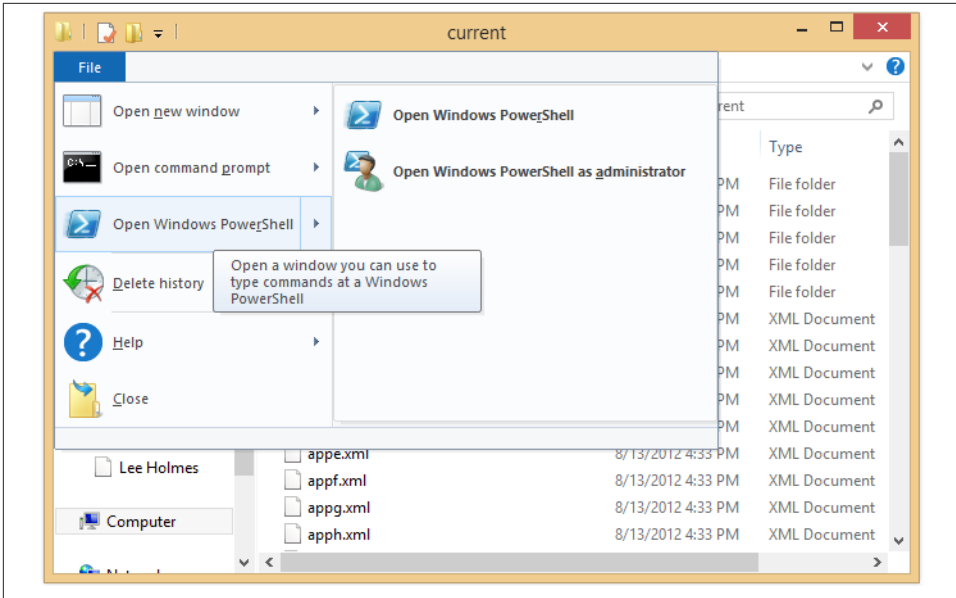 current
File
Open new window
Open command prompt
Open Windows PowerShell
Delete history
Help
Close
Open Windows PowerShell
Open Windows PowerShell as administrator
Open a window you can use to
type commands at a Windows
PowerShell
rent
Type
PM File folder
PM File folder
PM File folder
PM File folder
PM File folder
PM XML Document
PM XML Document
PM XML Document
PM XML Document
PM XML Document
appe.xml 8/13/2012 4:33 PM XML Document
appf.xml 8/13/2012 4:33 PM XML Document
appg.xml 8/13/2012 4:33 PM XML Document
apph.xml 8/13/2012 4:33 PM XML Document
Lee Holmes
Computer